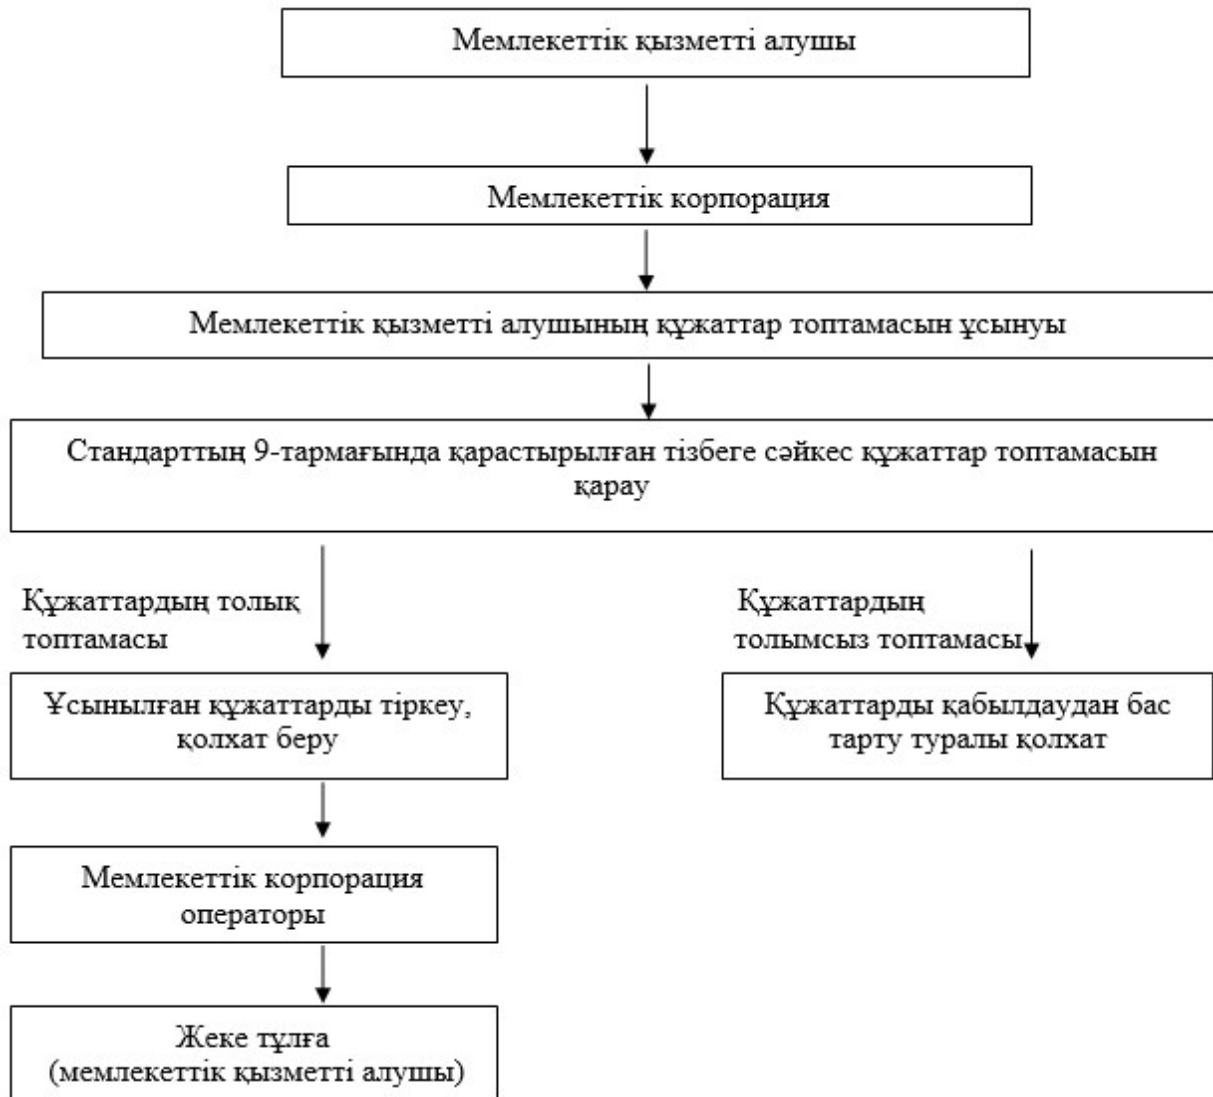 Мемлекеттік қызметті алушы
Мемлекеттік корпорация
Мемлекеттік қызметті алушының құжаттар топтамасын ұсынуы
Стандарттың 9-тармағында қарастырылған тізбеге сәйкес құжаттар топтамасын
қарау
Құжаттардың толық
топтамасы
Құжаттардың
толымсыз топтамасы
Ұсынылған құжаттарды тіркеу,
қолхат беру
Құжаттарды қабылдаудан бас
тарту туралы қолхат
Мемлекеттік корпорация
операторы
Жеке тұлға
(мемлекеттік қызметті алушы)